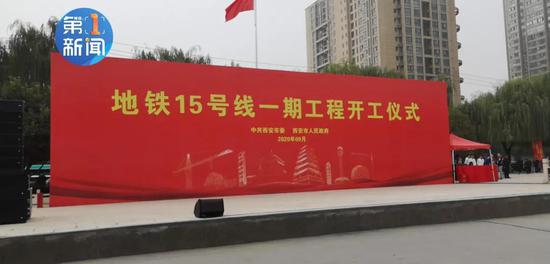 第1
新闻
地铁15号线一期工程开工仪式
中共西安市委 西安市人民政府
2020年09月